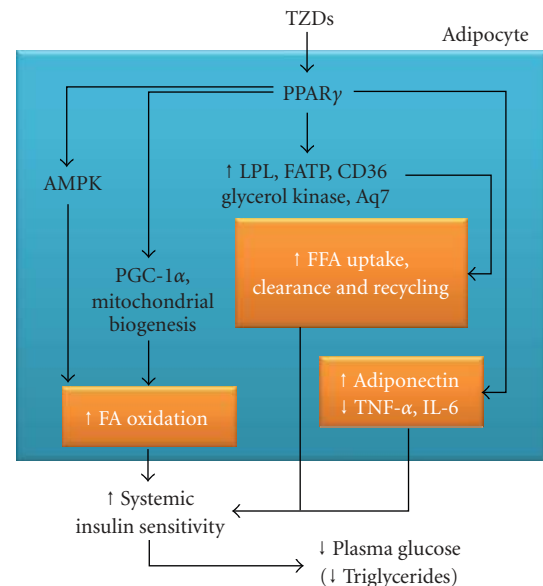 TZDs
Adipocyte
PPARγ
AMPK
↑ LPL, FATP, CD36
glycerol kinase, Aq7
↑ FFA uptake,
clearance and recycling
PGC-1α,
mitochondrial
biogenesis
↑ Adiponectin
↓ TNF-α, IL-6
↑ FA oxidation
↑ Systemic
insulin sensitivity
↓ Plasma glucose
(↓ Triglycerides)